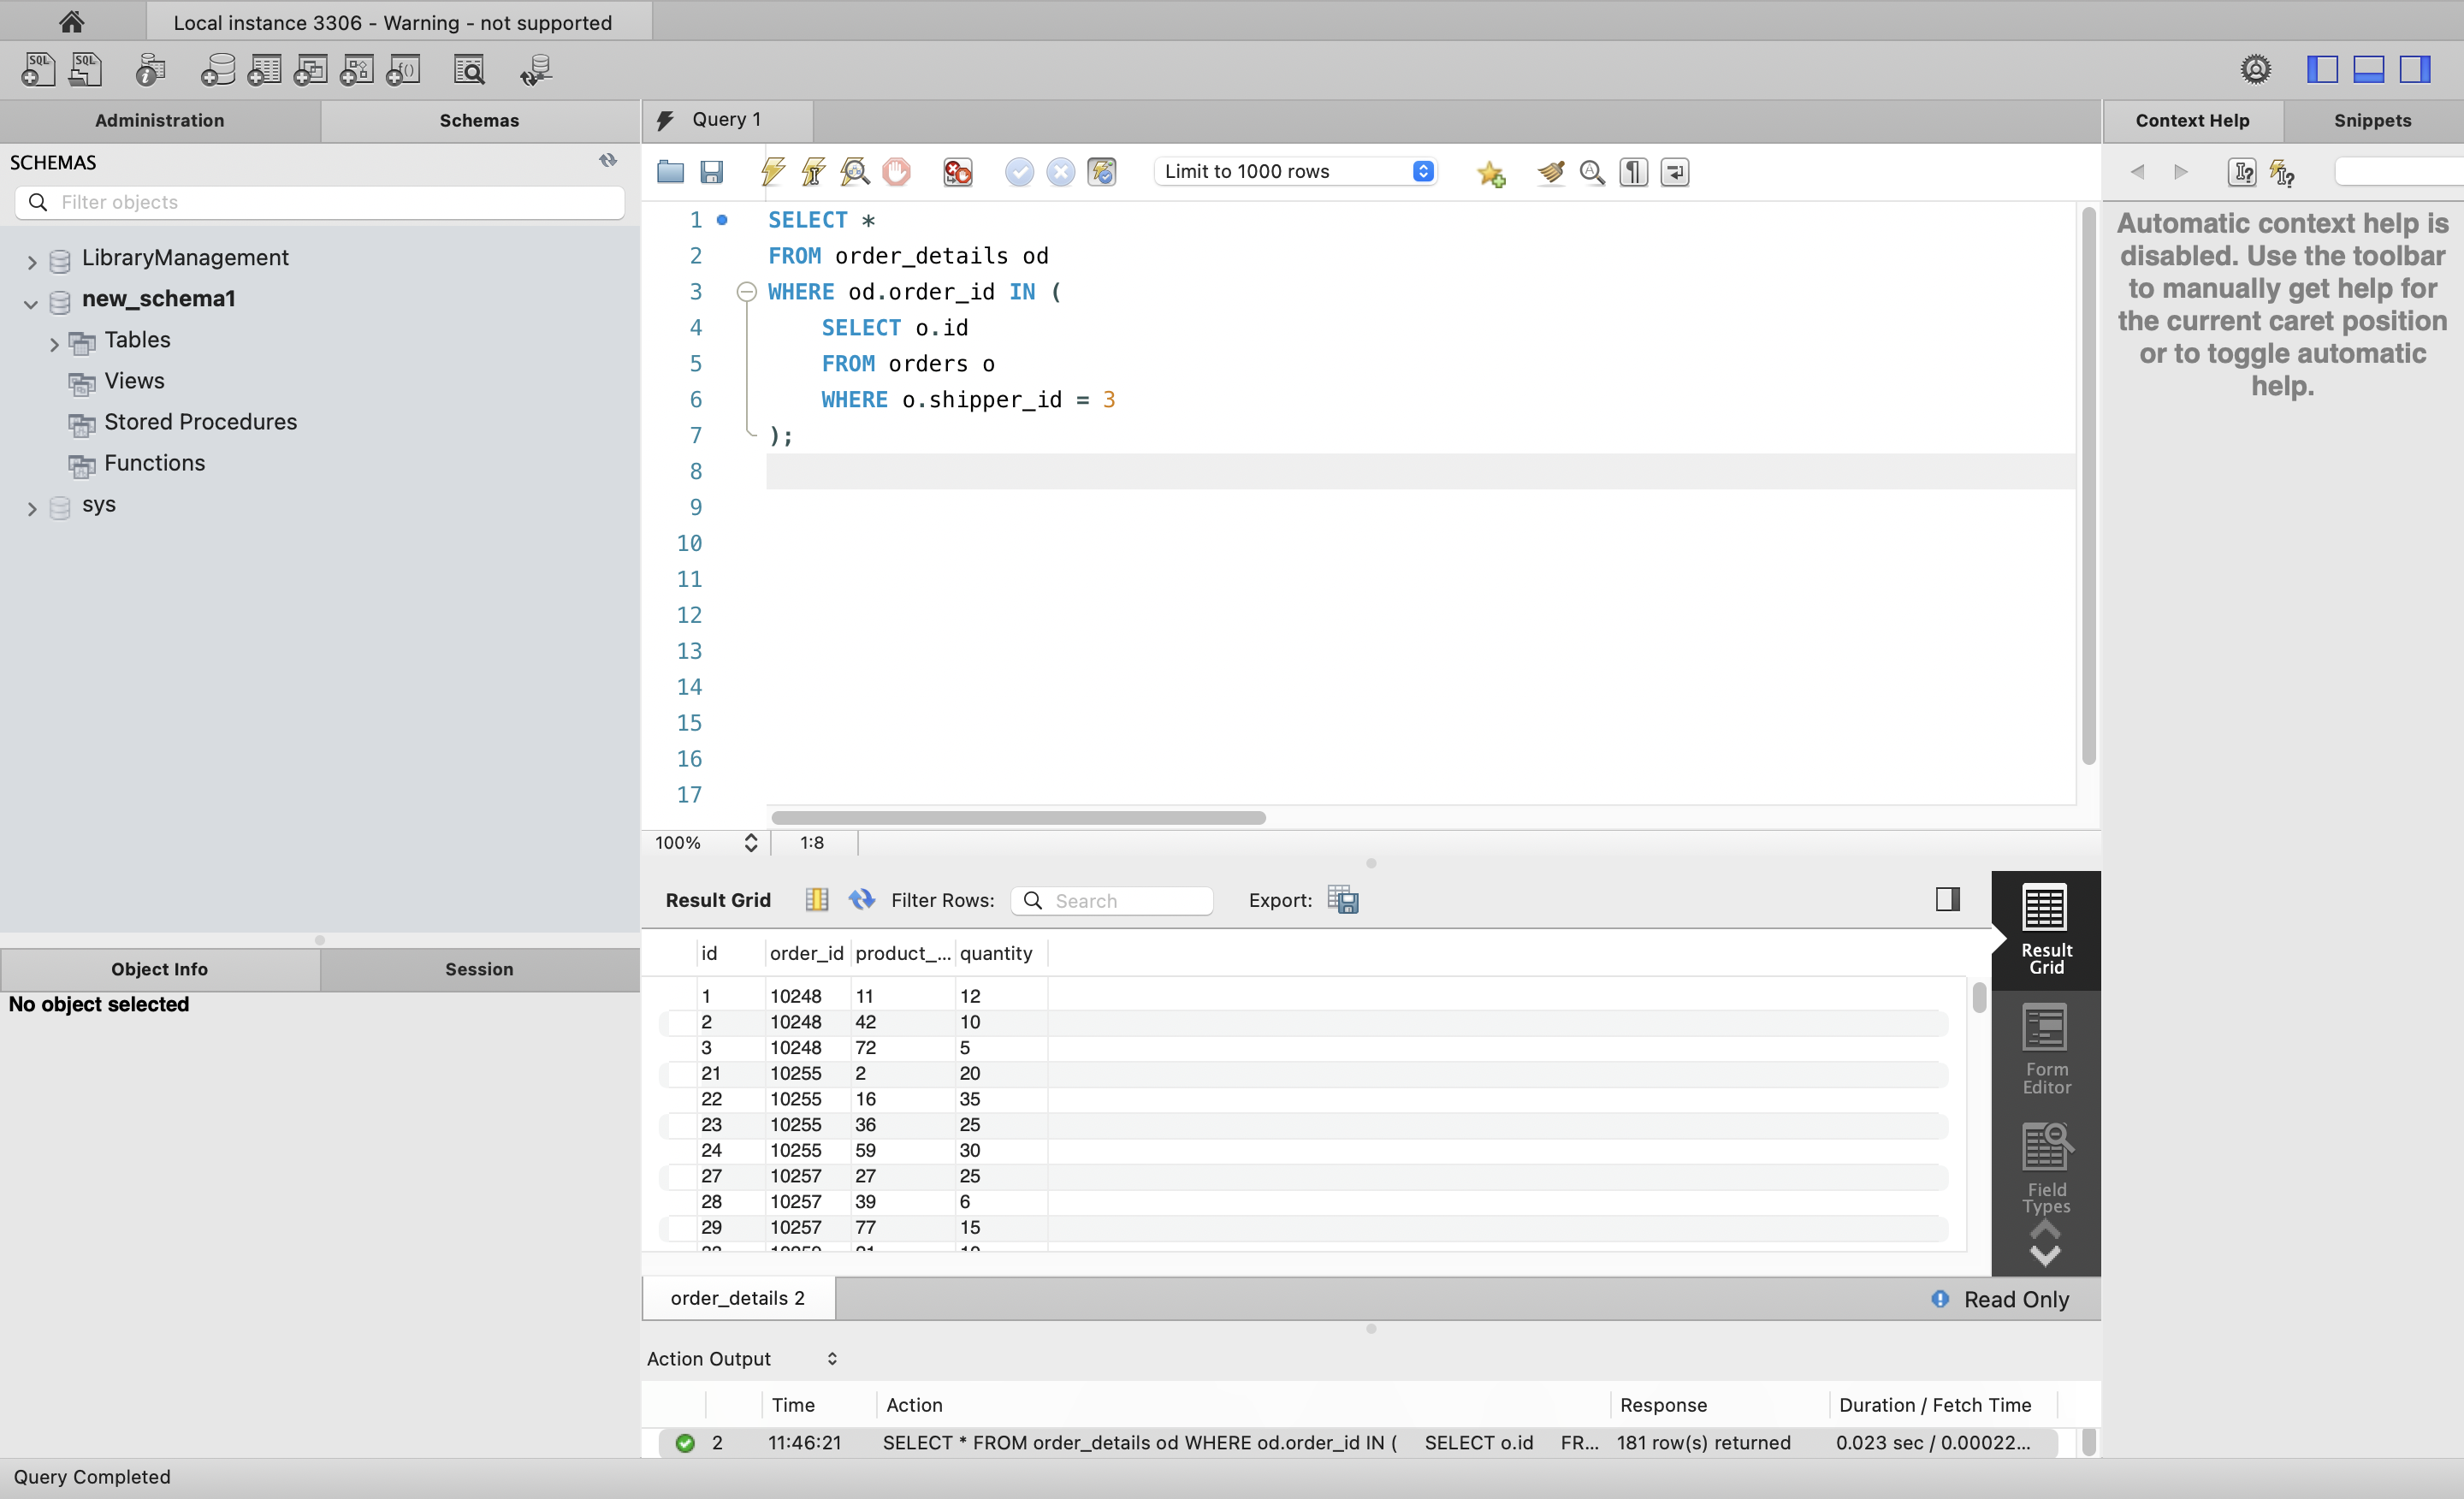 Local instance 3306 - Warning - not supported
SQL SQL
Administration Schemas
SCHEMAS
Filter objects
LibraryManagement
new_schema1
Tables
Views
Stored Procedures
Functions
sys
Object Info Session
No object selected
Query 1
Limit to 1000 rows
1 SELECT *
2 FROM order_details od
3 WHERE od.order_id IN (
4 SELECT o.id
5 FROM orders o
6 WHERE o.shipper_id = 3
7 );
8
9
10
11
12
13
14
15
16
17
100% 1:8
Result Grid Filter Rows: Search Export:
id order_id product_... quantity
1 10248 11 12
2 10248 42 10
3 10248 72 5
21 10255 2 20
22 10255 16 35
23 10255 36 25
24 10255 59 30
27 10257 27 25
28 10257 39 6
29 10257 77 15
Result
Grid
Form
Editor
Field
Types
order_details 2 Read Only
Action Output
Time Action Response Duration / Fetch Time
2 11:46:21 SELECT * FROM order_details od WHERE od.order_id IN ( SELECT o.id FR... 181 row(s) returned 0.023 sec / 0.00022...
Context Help Snippets
Automatic context help is
disabled. Use the toolbar
to manually get help for
the current caret position
or to toggle automatic
help.
Query Completed